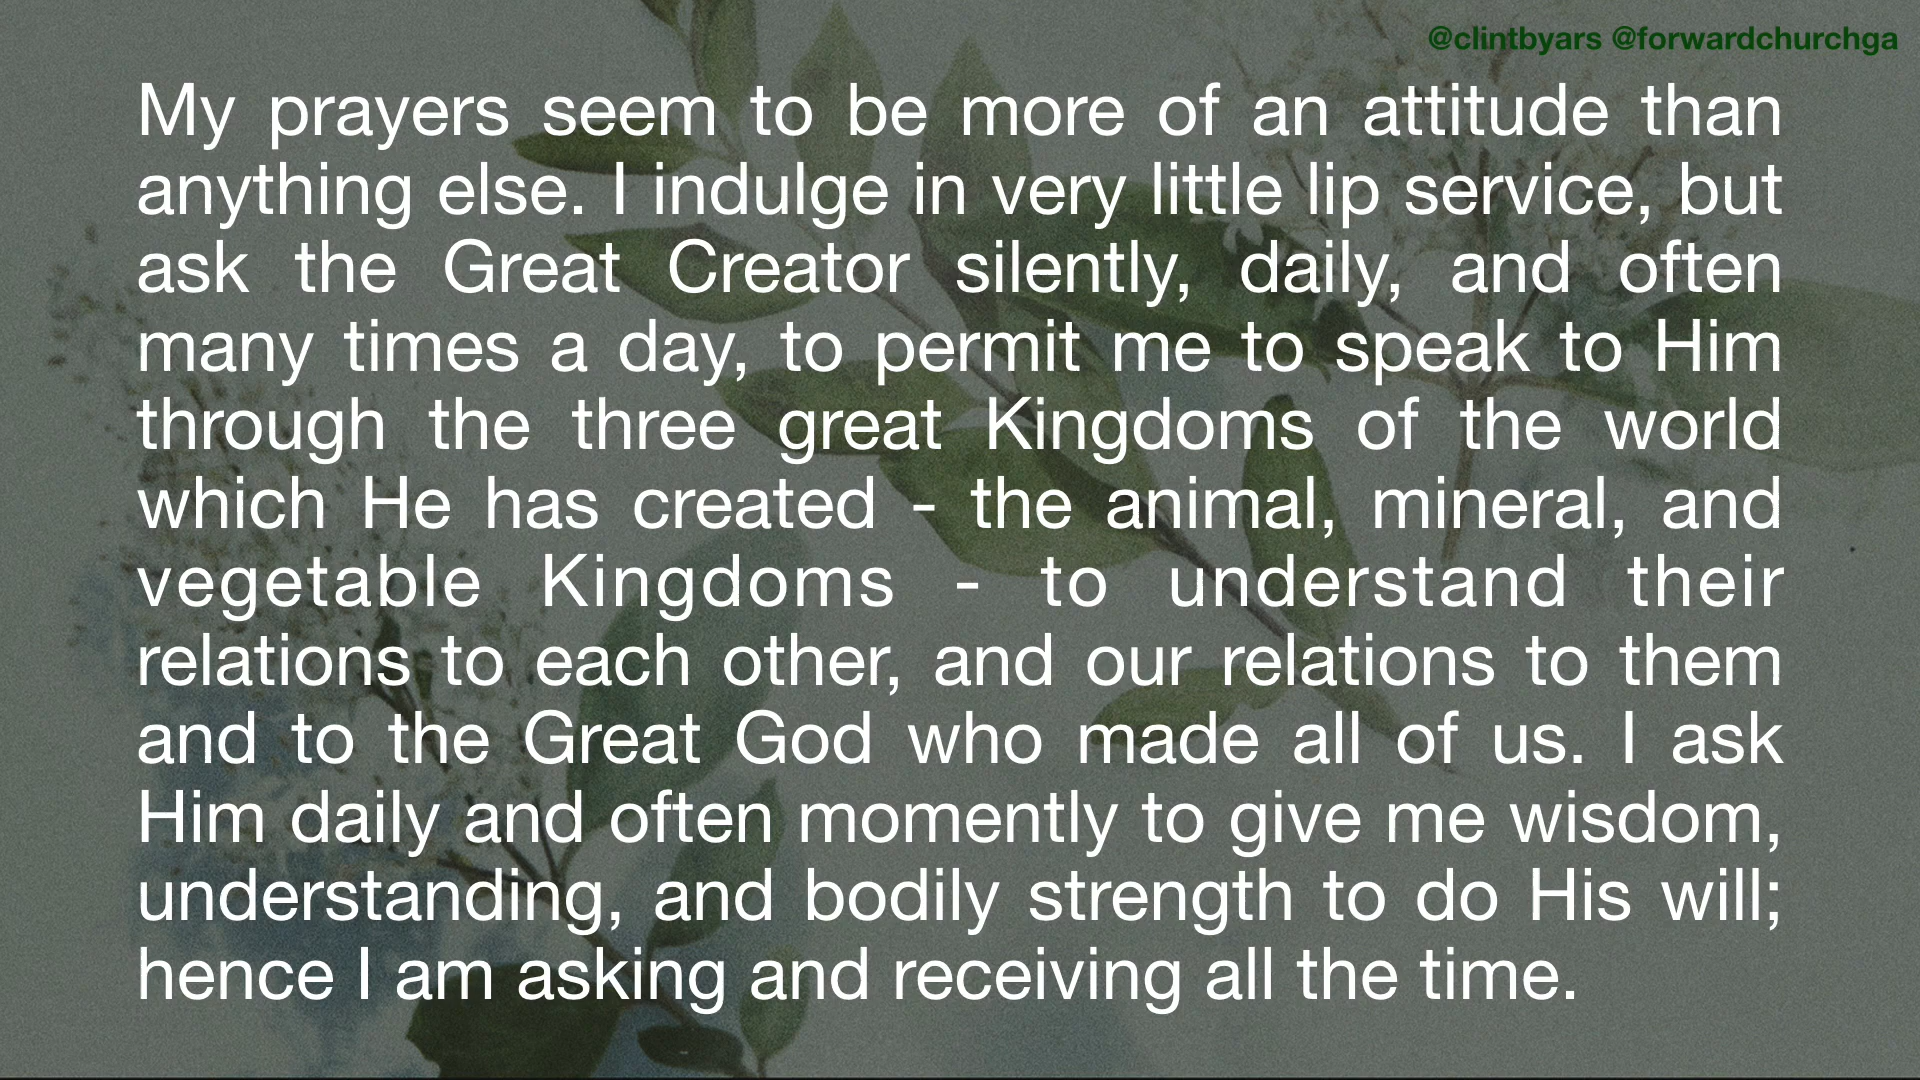 @clintbyars @forwardchurchga
My prayers seem to be more of an attitude than
anything else. I indulge in very little lip service, but
ask the Great Creator silently, daily, and often
many times a day, to permit me to speak to Him
through the three great Kingdoms of the world
which He has created - the animal, mineral, and
vegetable Kingdoms - to understand their
relations to each other, and our relations to them
and to the Great God who made all of us. I ask
Him daily and often momently to give me wisdom,
understanding, and bodily strength to do His will;
hence I am asking and receiving all the time.